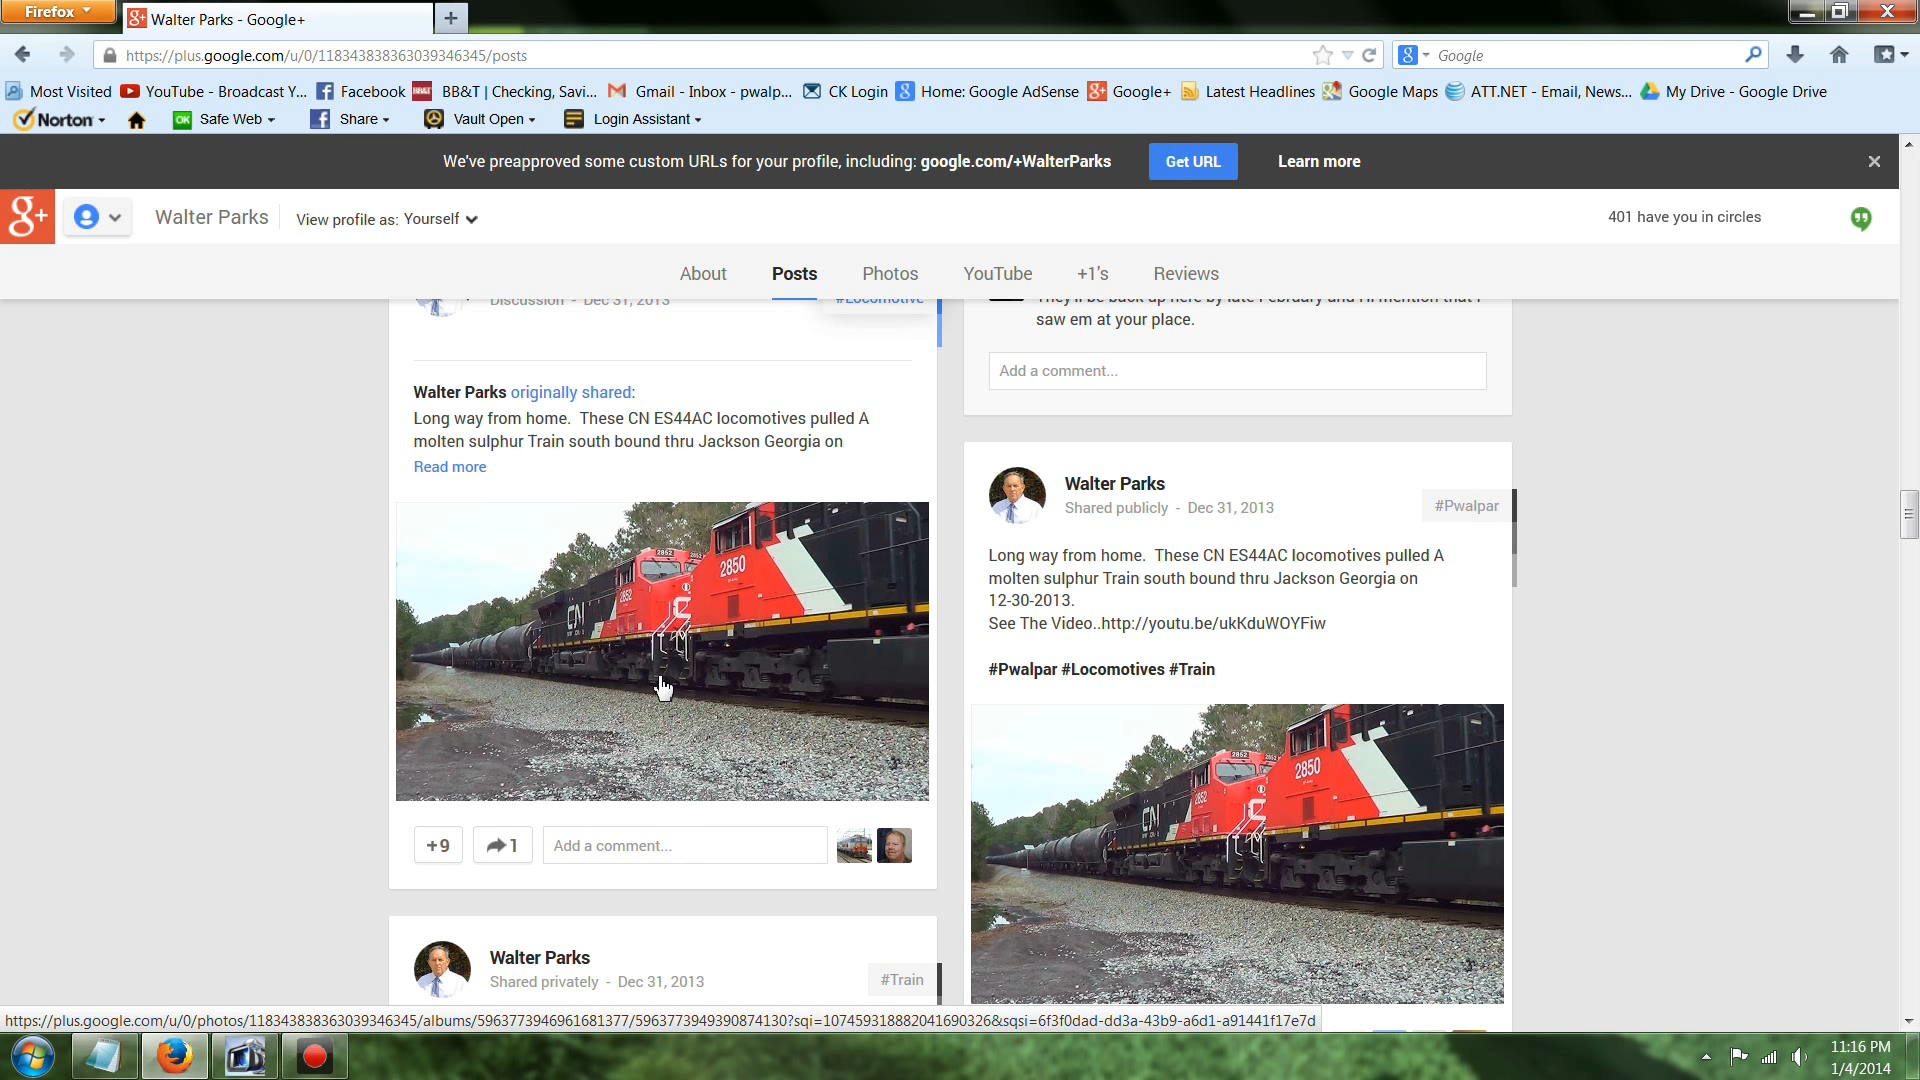 Firefox
Walter Parks - Google+
https://plus.google.com/u/0/118343838363039346345/posts
Google
Most Visited
YouTube - Broadcast Y...
Facebook
BB&T | Checking, Savi...
Gmail - Inbox - pwalp...
CK Login
Home: Google AdSense
Google+
Latest Headlines
Google Maps
ATT.NET - Email, News...
My Drive - Google Drive
Norton
Safe Web
Share
Vault Open
Login Assistant
We've preapproved some custom URLs for your profile, including: google.com/+WalterParks
Get URL
Learn more
g+
Walter Parks
View profile as: Yourself
401 have you in circles
About
Posts
Photos
YouTube
+1's
Reviews
Discussion - Dec 31, 2013
#Locomotive
Walter Parks originally shared:
Long way from home. These CN ES44AC locomotives pulled A
molten sulphur Train south bound thru Jackson Georgia on
Read more
2852
2850
2852
CN
+9
1
Add a comment...
Walter Parks
Shared privately - Dec 31, 2013
#Train
They'll be back up here by late February and I'll mention that I
saw em at your place.
Add a comment...
Walter Parks
Shared publicly - Dec 31, 2013
#Pwalpar
Long way from home. These CN ES44AC locomotives pulled A
molten sulphur Train south bound thru Jackson Georgia on
12-30-2013.
See The Video..http://youtu.be/ukKduWOYFiw
#Pwalpar #Locomotives #Train
2852
2850
2852
CN
https://plus.google.com/u/0/photos/118343838363039346345/albums/5963773946961681377/5963773949390874130?sqi=107459318882041690326&sqsi=6f3f0dad-dd3a-43b9-a6d1-a91441f17e7d
11:16 PM
1/4/2014